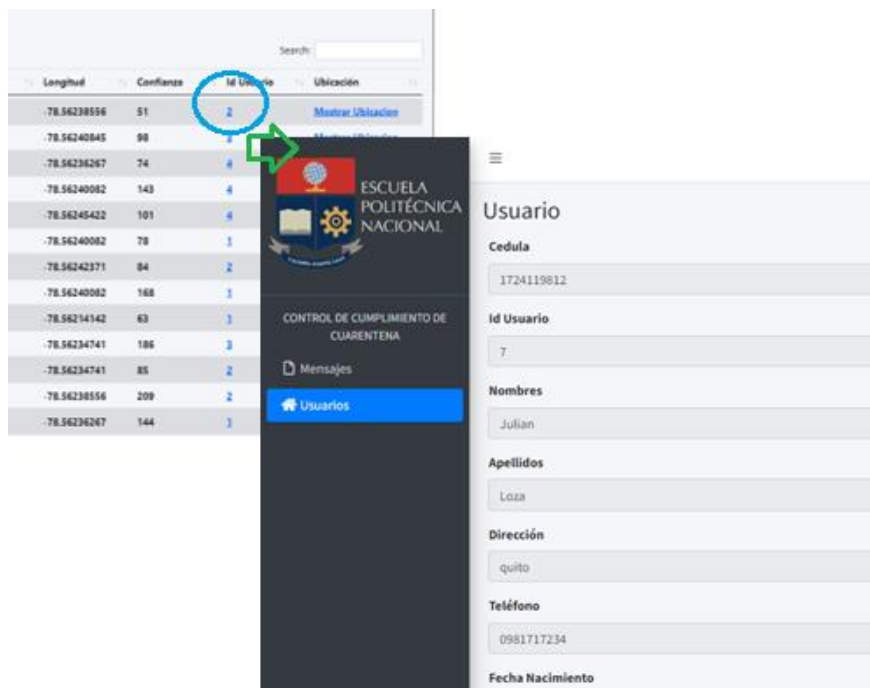 Search:
Longitud Confianza Id Usuario Ubicación
-78.56238556 51 2 Mostrar Ubicacion
-78.56240845 98 Mostrar Ubicacion
-78.56236267 74 4
-78.56240082 143 4
-78.56245422 101 4
-78.56240082 78 1
-78.56242371 84 2
-78.56240082 168 1
-78.56214142 63 1
-78.56234741 186 3
-78.56234741 85 2
-78.56238556 209 2
-78.56236267 144 1
ESCUELA
POLITÉCNICA
NACIONAL
CONTROL DE CUMPLIMIENTO DE
CUARENTENA
Mensajes
Usuarios
Usuario
Cedula
1724119812
Id Usuario
7
Nombres
Julian
Apellidos
Loza
Dirección
quito
Teléfono
0981717234
Fecha Nacimiento